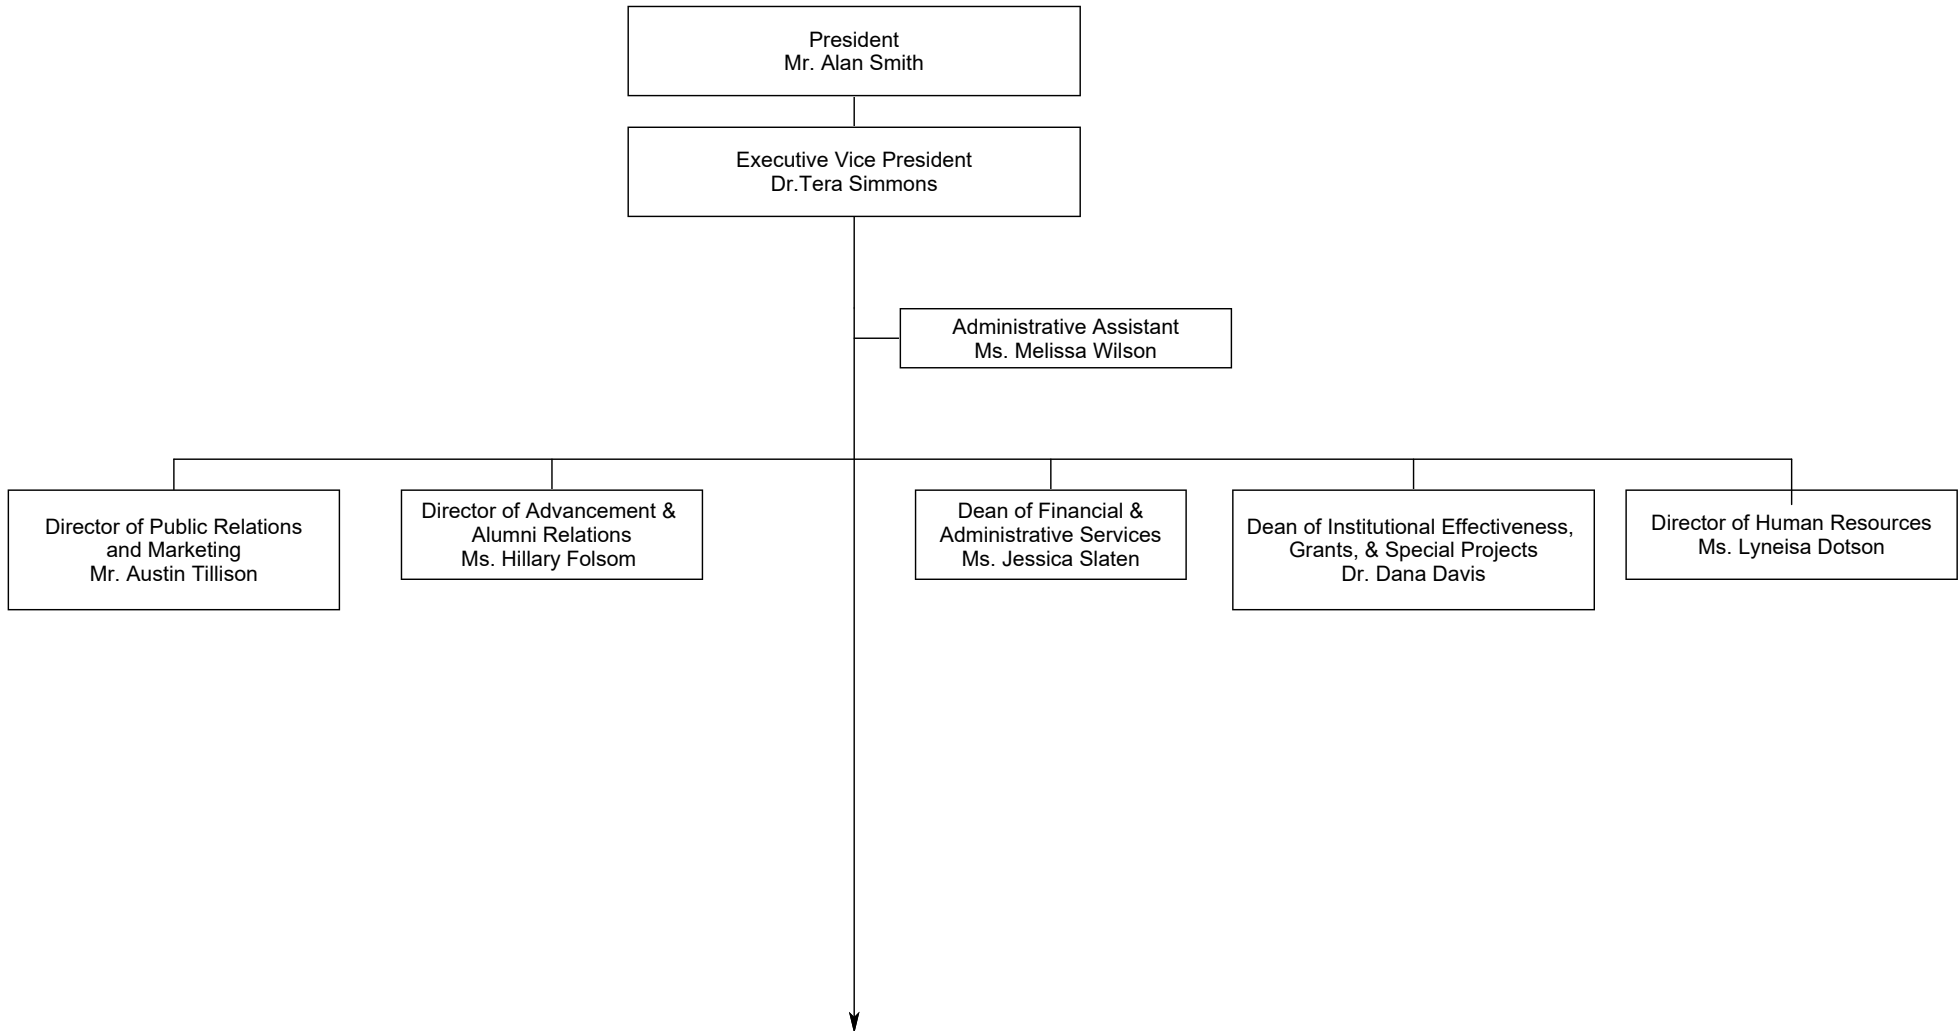 President
Mr. Alan Smith
Executive Vice President
Dr.Tera Simmons
Administrative Assistant
Ms. Melissa Wilson
Director of Public Relations
and Marketing
Mr. Austin Tillison
Director of Advancement &
Alumni Relations
Ms. Hillary Folsom
Dean of Financial &
Administrative Services
Ms. Jessica Slaten
Dean of Institutional Effectiveness,
Grants, & Special Projects
Dr. Dana Davis
Director of Human Resources
Ms. Lyneisa Dotson